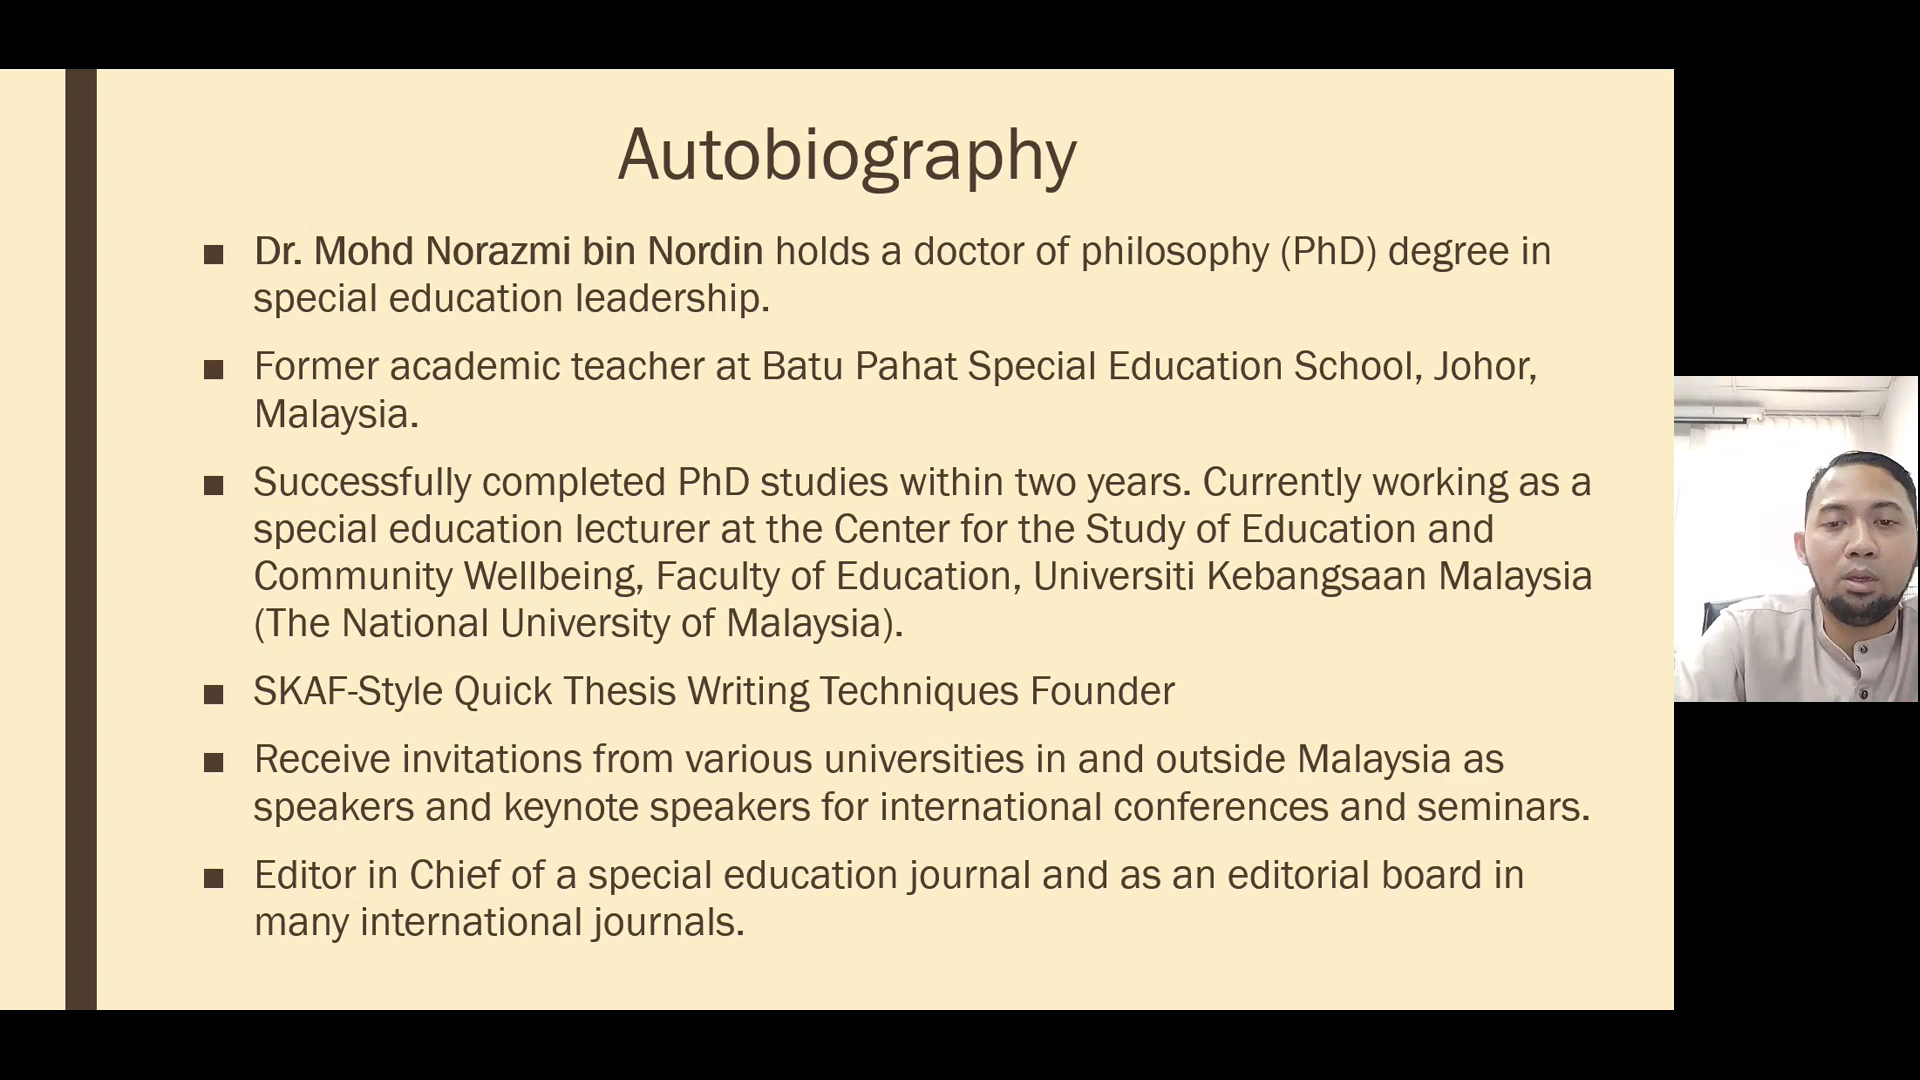 Autobiography
■ Dr. Mohd Norazmi bin Nordin holds a doctor of philosophy (PhD) degree in
special education leadership.
■ Former academic teacher at Batu Pahat Special Education School, Johor,
Malaysia.
■ Successfully completed PhD studies within two years. Currently working as a
special education lecturer at the Center for the Study of Education and
Community Wellbeing, Faculty of Education, Universiti Kebangsaan Malaysia
(The National University of Malaysia).
■ SKAF-Style Quick Thesis Writing Techniques Founder
■ Receive invitations from various universities in and outside Malaysia as
speakers and keynote speakers for international conferences and seminars.
■ Editor in Chief of a special education journal and as an editorial board in
many international journals.